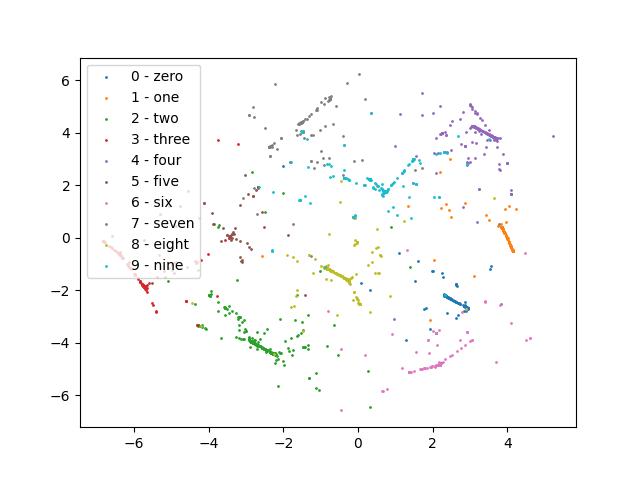 0 - zero
1 - one
2 - two
3 - three
4 - four
5 - five
6 - six
7 - seven
8 - eight
9 - nine
6
4
2
0
−2
−4
−6
−6 −4 −2 0 2 4